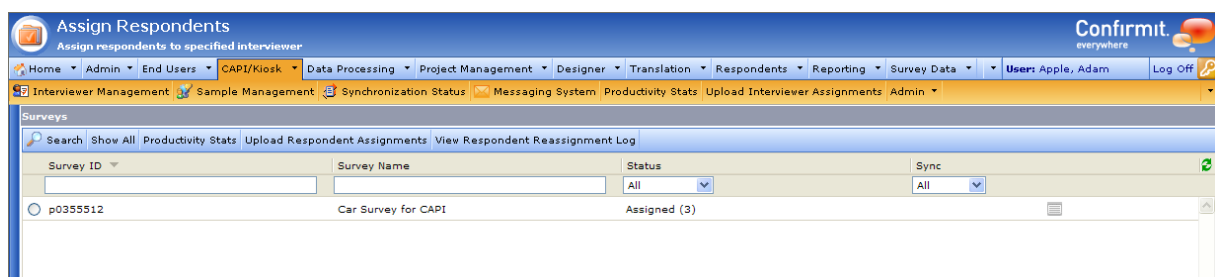 Assign Respondents
Assign respondents to specified interviewer
Confirmit.
everywhere
Home Admin End Users CAPI/Kiosk Data Processing Project Management Designer Translation Respondents Reporting Survey Data User: Apple, Adam Log Off
Interviewer Management Sample Management Synchronization Status Messaging System Productivity Stats Upload Interviewer Assignments Admin
Surveys
Search Show All Productivity Stats Upload Respondent Assignments View Respondent Reassignment Log
Survey ID Survey Name Status Sync
All All
p0355512 Car Survey for CAPI Assigned (3)